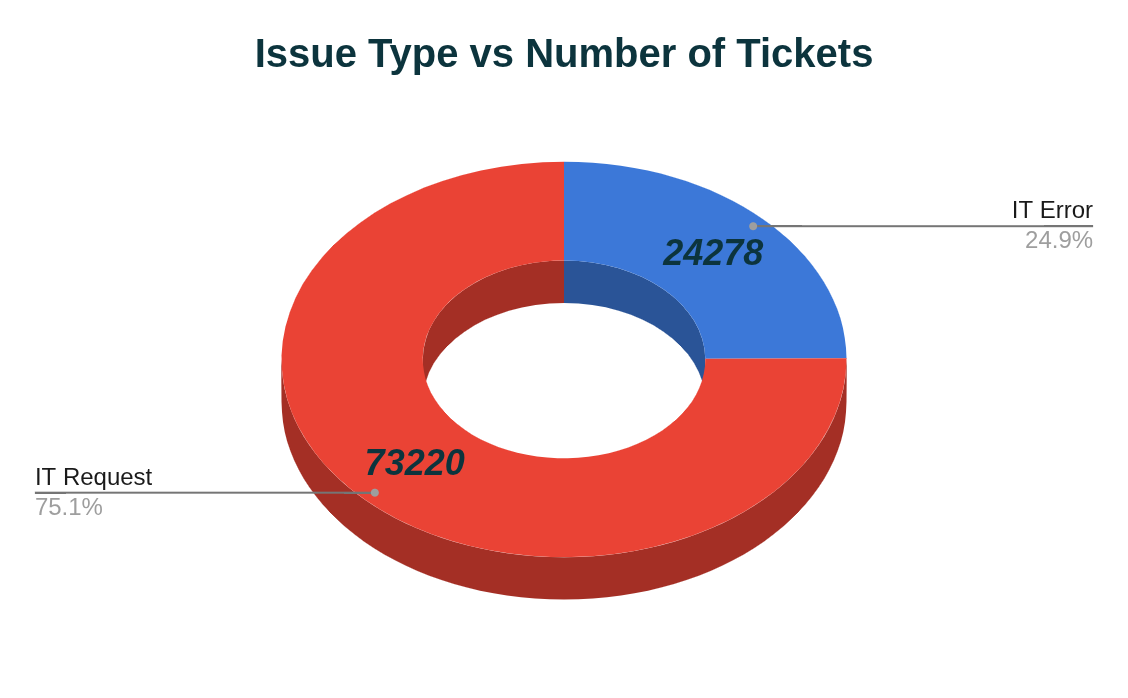 Issue Type vs Number of Tickets
IT Error
24.9%
24278
73220
IT Request
75.1%